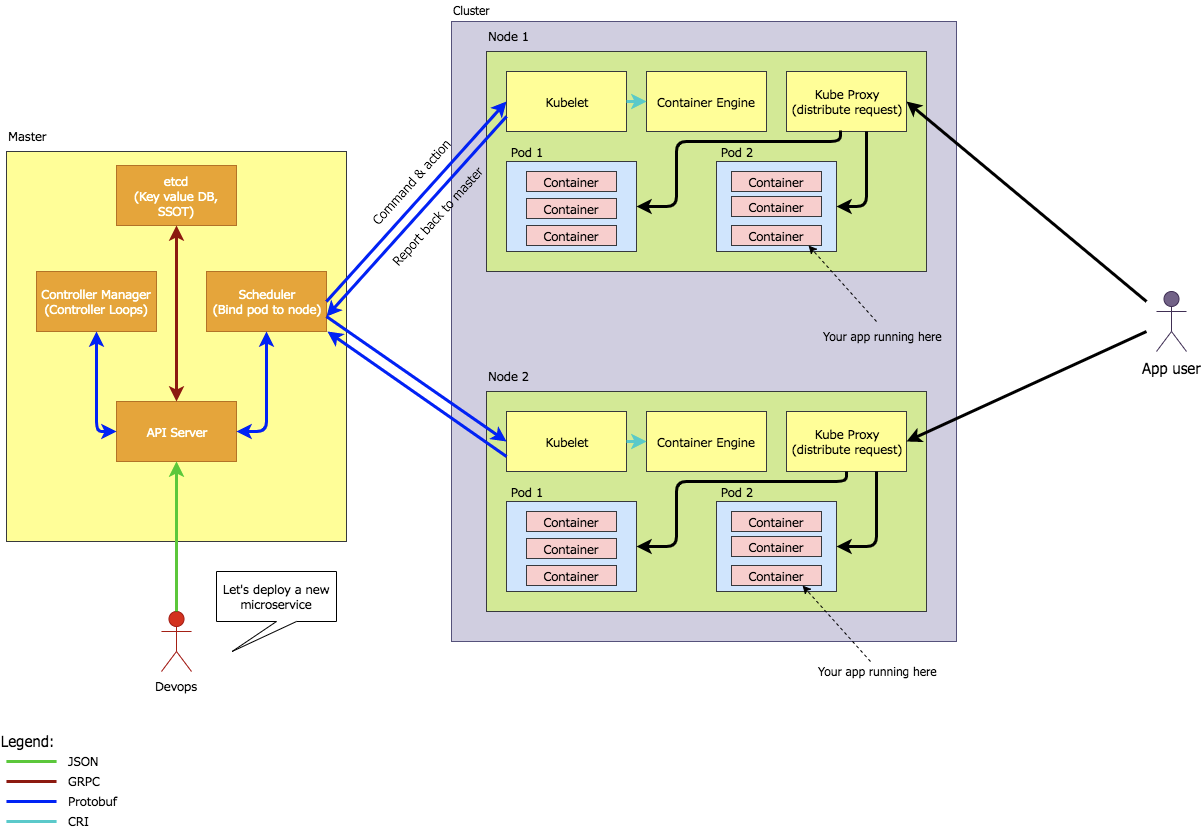 Cluster
Node 1
Kubelet
Container Engine
Kube Proxy
(distribute request)
Pod 1
Container
Container
Container
Pod 2
Container
Container
Container
Your app running here
Master
etcd
(Key value DB,
SSOT)
Controller Manager
(Controller Loops)
Scheduler
(Bind pod to node)
API Server
Command & action
Report back to master
App user
Node 2
Kubelet
Container Engine
Kube Proxy
(distribute request)
Pod 1
Container
Container
Container
Pod 2
Container
Container
Container
Your app running here
Let's deploy a new
microservice
Devops
Legend:
JSON
GRPC
Protobuf
CRI